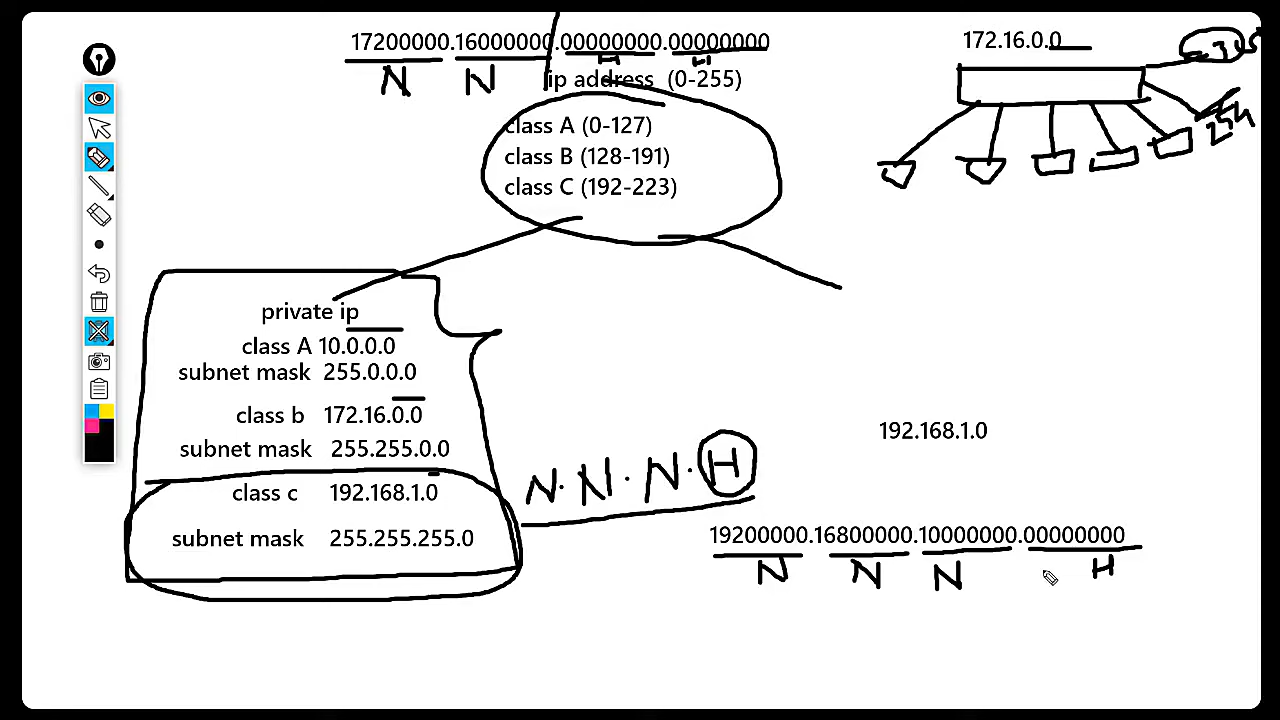 17200000.16000000.00000000.00000000
N N H H
ip address (0-255)
class A (0-127)
class B (128-191)
class C (192-223)
172.16.0.0
254
private ip
class A 10.0.0.0
subnet mask 255.0.0.0
class b 172.16.0.0
subnet mask 255.255.0.0
class c 192.168.1.0
subnet mask 255.255.255.0
N.N.N.H
192.168.1.0
19200000.16800000.10000000.00000000
N N N H